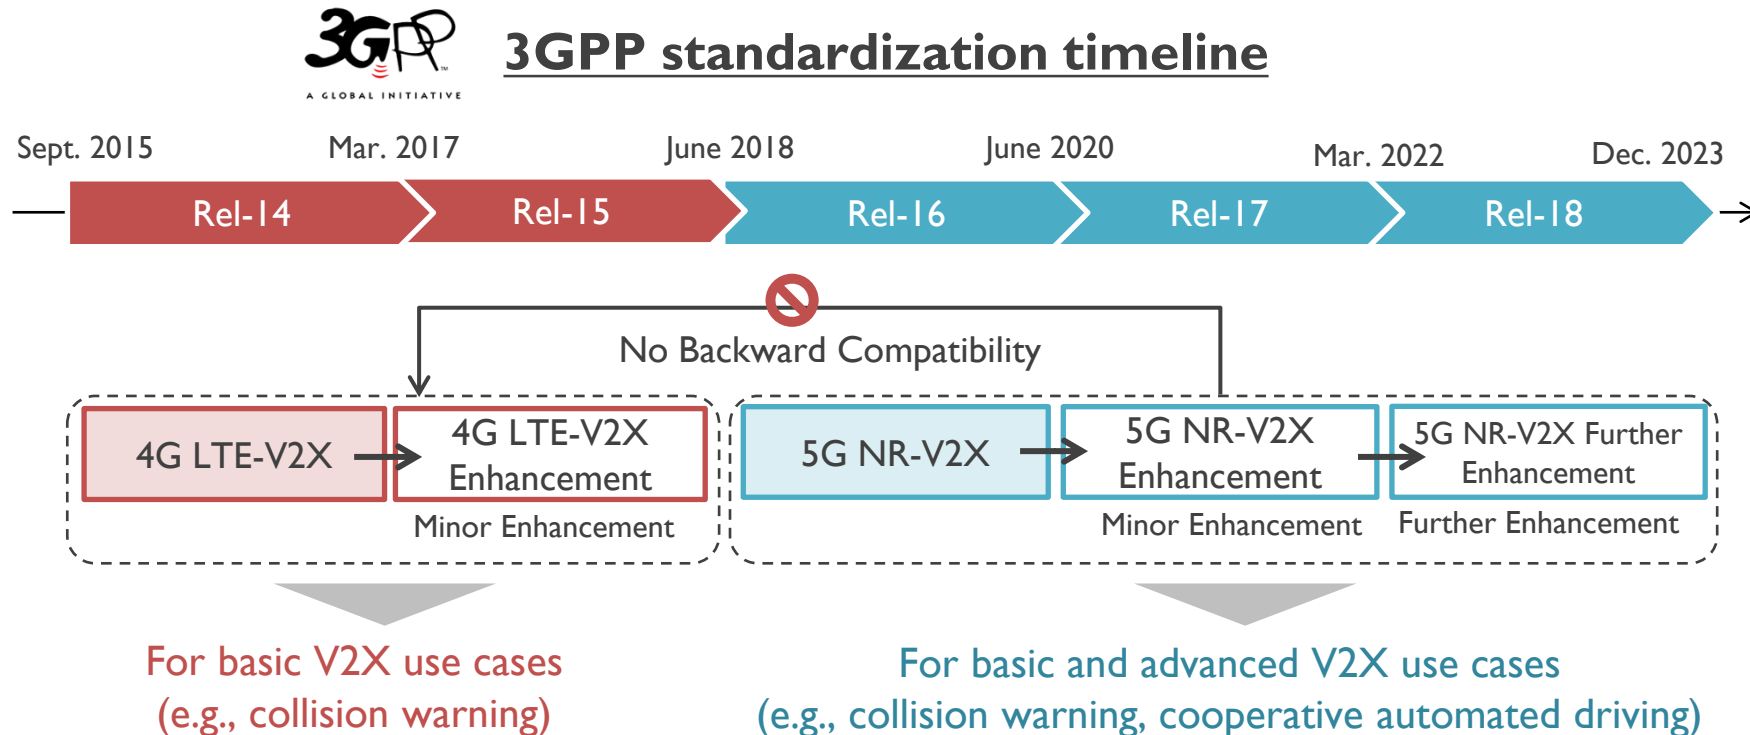 3GPP
A GLOBAL INITIATIVE
3GPP standardization timeline
Sept. 2015
Mar. 2017
June 2018
June 2020
Mar. 2022
Dec. 2023
Rel-14
Rel-15
Rel-16
Rel-17
Rel-18
No Backward Compatibility
4G LTE-V2X
4G LTE-V2X
Enhancement
Minor Enhancement
5G NR-V2X
5G NR-V2X
Enhancement
Minor Enhancement
5G NR-V2X Further
Enhancement
Further Enhancement
For basic V2X use cases
(e.g., collision warning)
For basic and advanced V2X use cases
(e.g., collision warning, cooperative automated driving)